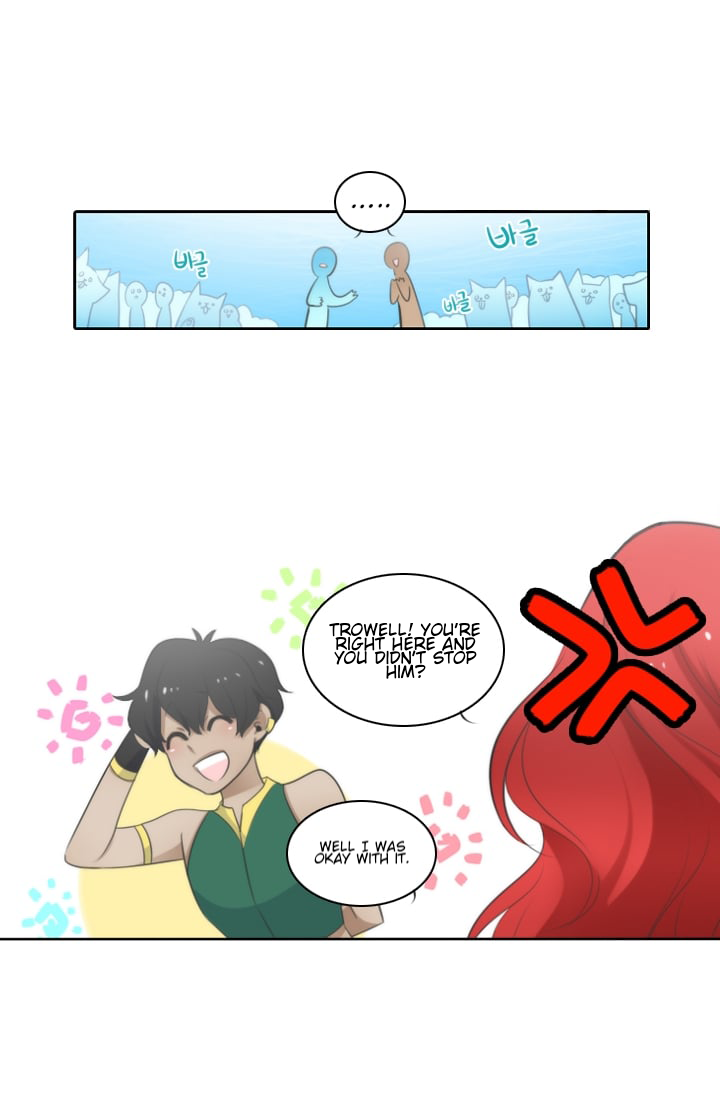 .....
바글
바글
바글
TROWELL! YOU'RE
RIGHT HERE AND
YOU DIDN'T STOP
HIM?
WELL I WAS
OKAY WITH IT.